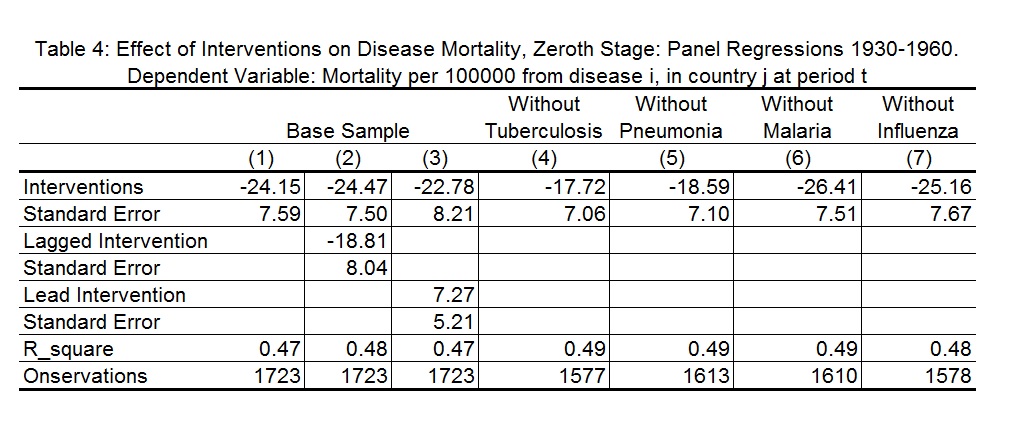 Table 4: Effect of Interventions on Disease Mortality, Zeroth Stage: Panel Regressions 1930-1960.
Dependent Variable: Mortality per 100000 from disease i, in country j at period t
Base Sample Without Tuberculosis Without Pneumonia Without Malaria Without Influenza
(1) (2) (3) (4) (5) (6) (7)
Interventions -24.15 -24.47 -22.78 -17.72 -18.59 -26.41 -25.16
Standard Error 7.59 7.50 8.21 7.06 7.10 7.51 7.67
Lagged Intervention -18.81
Standard Error 8.04
Lead Intervention 7.27
Standard Error 5.21
R_square 0.47 0.48 0.47 0.49 0.49 0.49 0.48
Onservations 1723 1723 1723 1577 1613 1610 1578